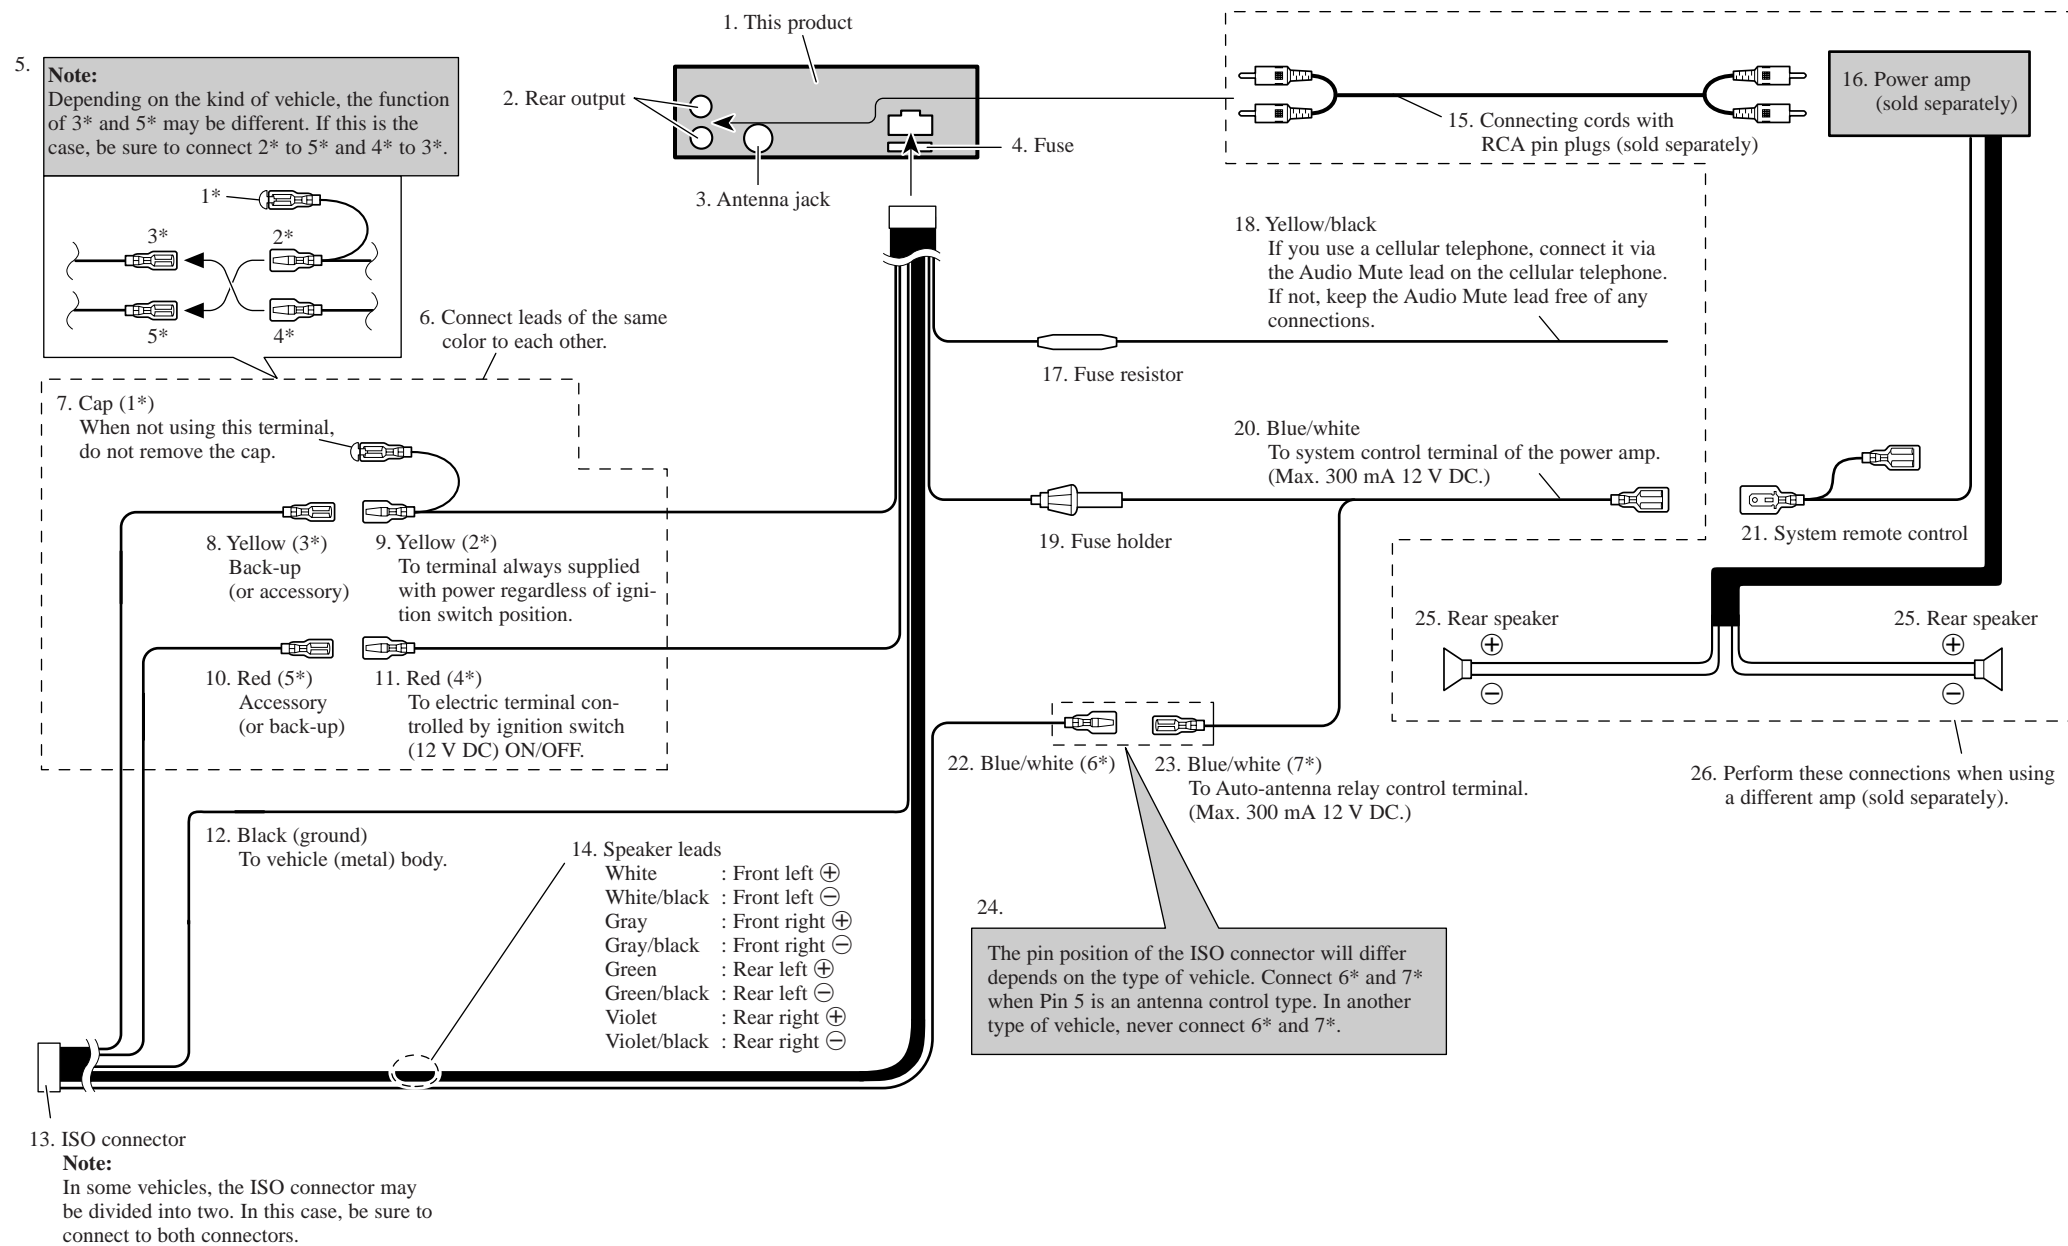 1. This product
2. Rear output
3. Antenna jack
4. Fuse
5.
Note:
Depending on the kind of vehicle, the function
of 3* and 5* may be different. If this is the
case, be sure to connect 2* to 5* and 4* to 3*.
1*
3*
2*
5*
4*
6. Connect leads of the same
color to each other.
7. Cap (1*)
When not using this terminal,
do not remove the cap.
8. Yellow (3*)
Back-up
(or accessory)
9. Yellow (2*)
To terminal always supplied
with power regardless of igni-
tion switch position.
10. Red (5*)
Accessory
(or back-up)
11. Red (4*)
To electric terminal con-
trolled by ignition switch
(12 V DC) ON/OFF.
12. Black (ground)
To vehicle (metal) body.
13. ISO connector
Note:
In some vehicles, the ISO connector may
be divided into two. In this case, be sure to
connect to both connectors.
14. Speaker leads
White : Front left ⊕
White/black : Front left ⊖
Gray : Front right ⊕
Gray/black : Front right ⊖
Green : Rear left ⊕
Green/black : Rear left ⊖
Violet : Rear right ⊕
Violet/black : Rear right ⊖
15. Connecting cords with
RCA pin plugs (sold separately)
16. Power amp
(sold separately)
17. Fuse resistor
18. Yellow/black
If you use a cellular telephone, connect it via
the Audio Mute lead on the cellular telephone.
If not, keep the Audio Mute lead free of any
connections.
19. Fuse holder
20. Blue/white
To system control terminal of the power amp.
(Max. 300 mA 12 V DC.)
21. System remote control
22. Blue/white (6*)
23. Blue/white (7*)
To Auto-antenna relay control terminal.
(Max. 300 mA 12 V DC.)
24.
The pin position of the ISO connector will differ
depends on the type of vehicle. Connect 6* and 7*
when Pin 5 is an antenna control type. In another
type of vehicle, never connect 6* and 7*.
25. Rear speaker
⊕
⊖
25. Rear speaker
⊕
⊖
26. Perform these connections when using
a different amp (sold separately).